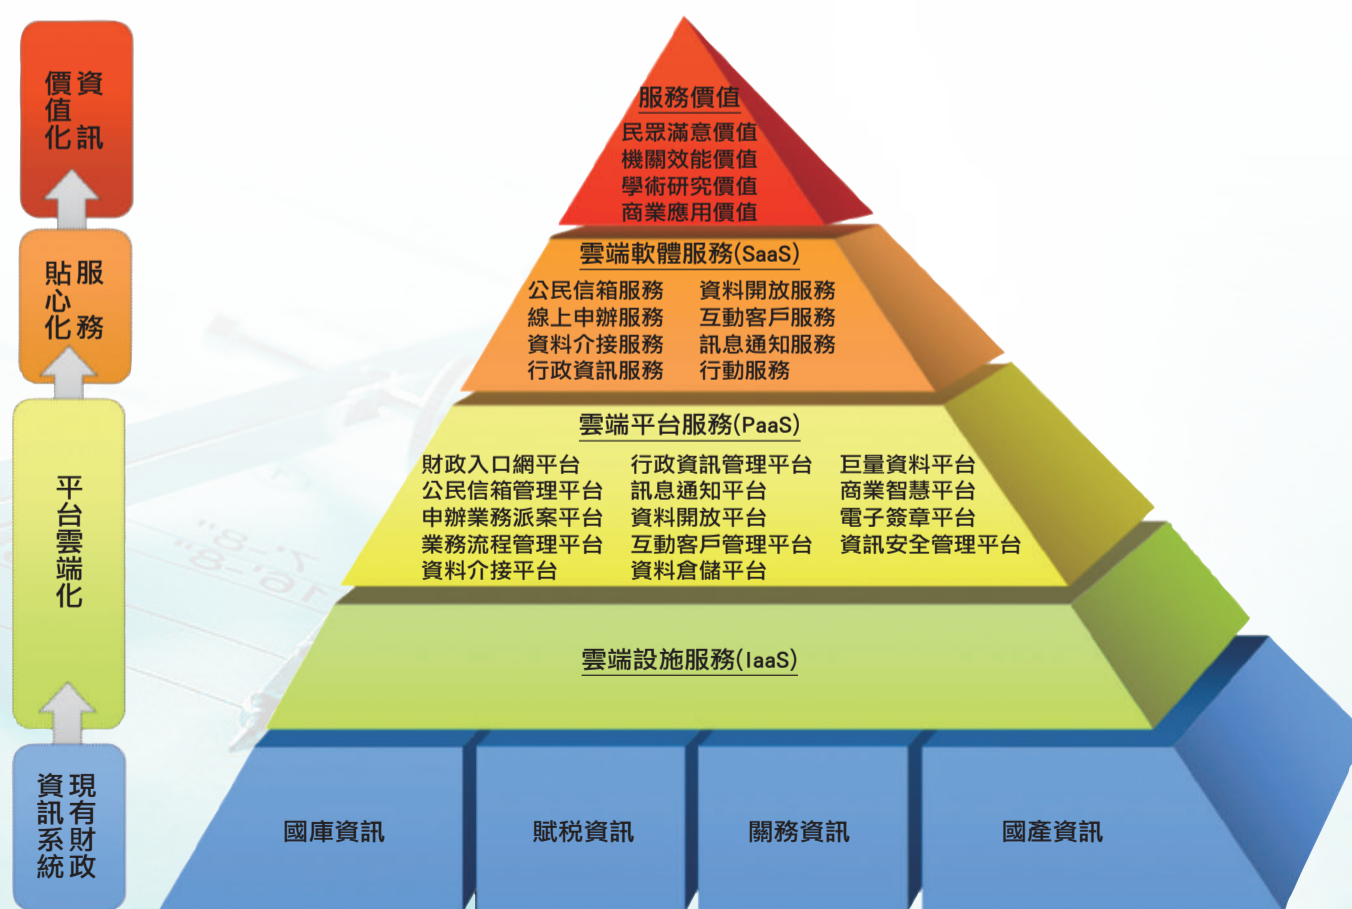 資訊
價值化
服務
貼心化
平台雲端化
現有財政
資訊系統
服務價值
民眾滿意價值
機關效能價值
學術研究價值
商業應用價值
雲端軟體服務(SaaS)
公民信箱服務 資料開放服務
線上申辦服務 互動客戶服務
資料介接服務 訊息通知服務
行政資訊服務 行動服務
雲端平台服務(PaaS)
財政入口網平台 行政資訊管理平台 巨量資料平台
公民信箱管理平台 訊息通知平台 商業智慧平台
申辦業務派案平台 資料開放平台 電子簽章平台
業務流程管理平台 互動客戶管理平台 資訊安全管理平台
資料介接平台 資料倉儲平台
雲端設施服務(IaaS)
國庫資訊 賦稅資訊 關務資訊 國產資訊